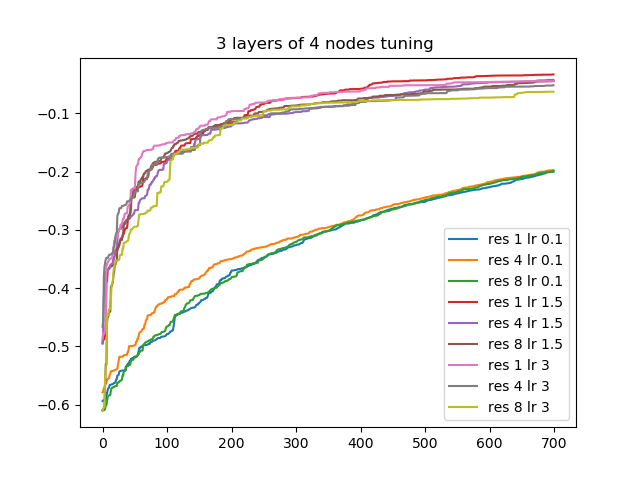 3 layers of 4 nodes tuning
−0.1
−0.2
−0.3
−0.4
−0.5
−0.6
0 100 200 300 400 500 600 700
res 1 lr 0.1
res 4 lr 0.1
res 8 lr 0.1
res 1 lr 1.5
res 4 lr 1.5
res 8 lr 1.5
res 1 lr 3
res 4 lr 3
res 8 lr 3